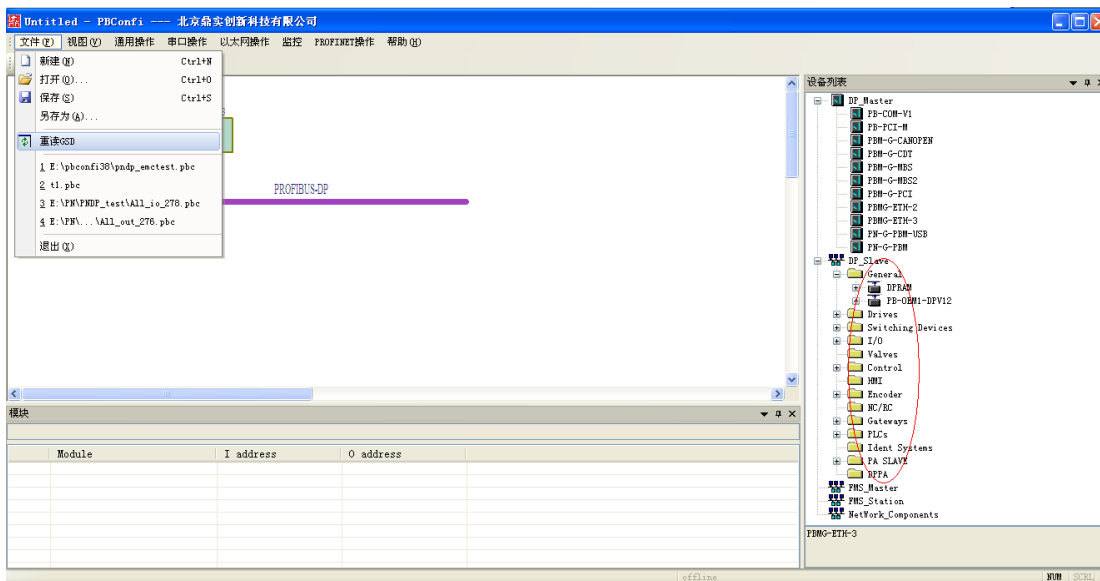 Untitled - PBConfi --- 北京鼎实创新科技有限公司
文件(F) 视图(V) 通用操作 串口操作 以太网操作 监控 PROFINET操作 帮助(H)
新建(N) Ctrl+N
打开(O)... Ctrl+O
保存(S) Ctrl+S
另存为(A)...
重读GSD
1 E:\pbconfi38\pndp_emctest.pbc
2 t1.pbc
3 E:\PN\PNDP_test\All_io_278.pbc
4 E:\PN\...\All_out_276.pbc
退出(X)
PROFIBUS-DP
设备列表
DP_Master
PB-COM-V1
PB-PCI-M
PBM-G-CANOPEN
PBM-G-CDT
PBM-G-MBS
PBM-G-MBS2
PBM-G-PCI
PBMG-ETH-2
PBMG-ETH-3
PN-G-PBM-USB
PN-G-PBM
DP_Slave
General
DPRAM
PB-OEM1-DPV12
Drives
Switching Devices
I/O
Valves
Control
HMI
Encoder
NC/RC
Gateways
PLCs
Ident Systems
PA SLAVE
DPPA
FMS_Master
FMS_Station
NetWork_Components
PBMG-ETH-3
模块
Module I address O address
offline
NUM SCRL